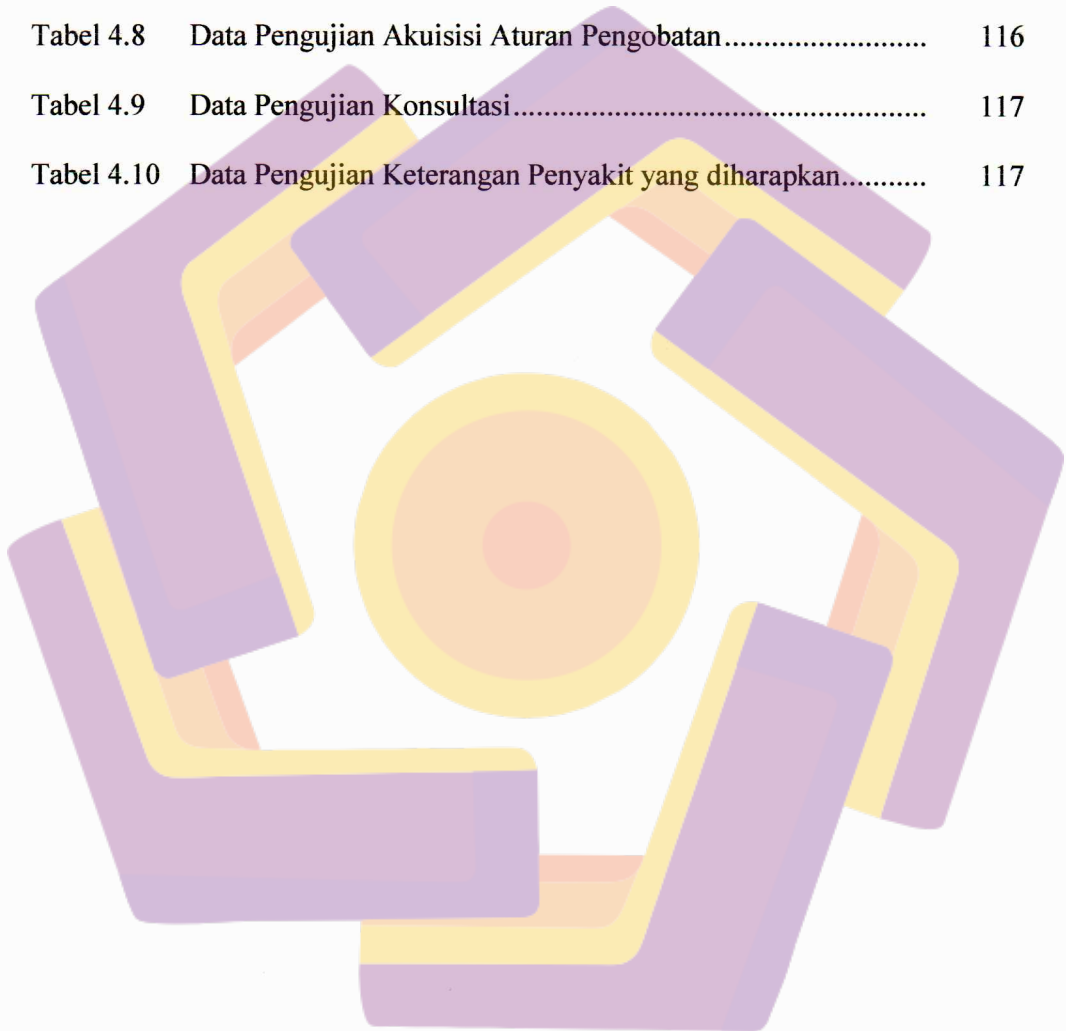 Tabel 4.8 Data Pengujian Akuisisi Aturan Pengobatan.......................... 116
Tabel 4.9 Data Pengujian Konsultasi..................................................... 117
Tabel 4.10 Data Pengujian Keterangan Penyakit yang diharapkan........... 117